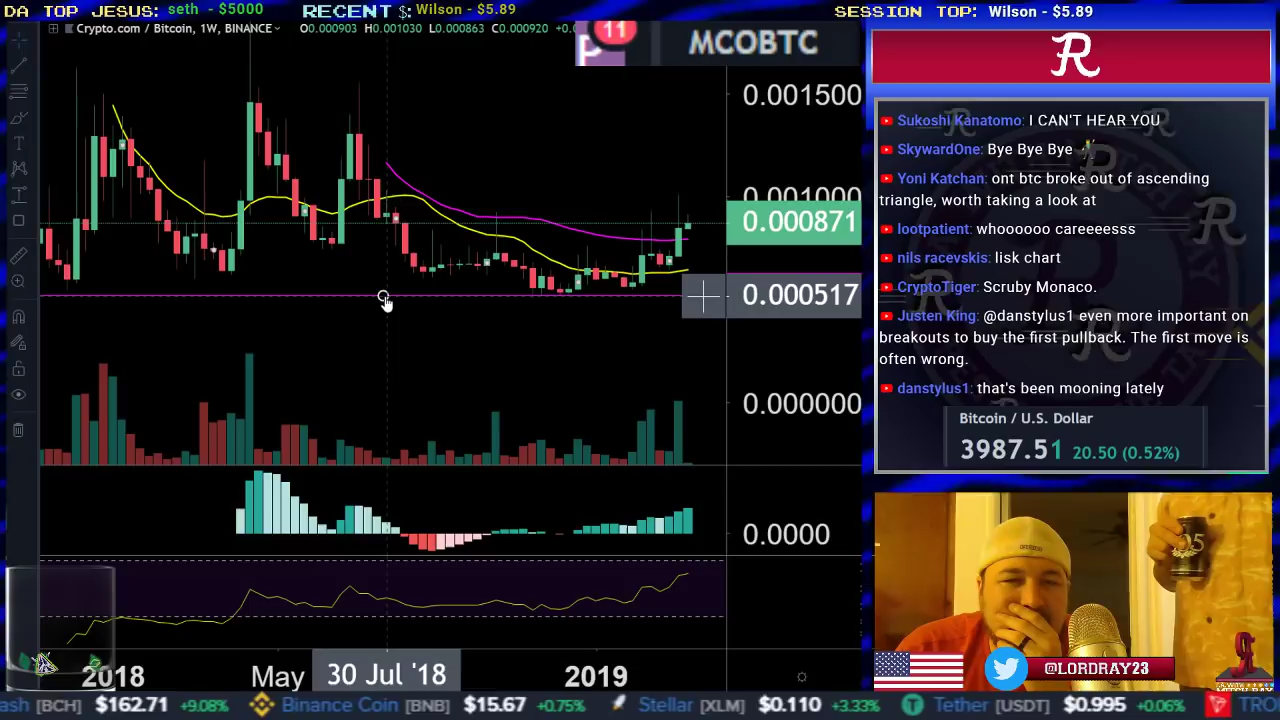 DA TOP JESUS: seth - $5000
RECENT $: Wilson - $5.89
SESSION TOP: Wilson - $5.89
Crypto.com / Bitcoin, 1W, BINANCE
O0.000903 H0.001030 L0.000863 C0.000920 +0.0
11
MCOBTC
0.001500
0.001000
0.000871
0.000517
0.000000
0.0000
2018
May
30 Jul '18
2019
R
Sukoshi Kanatomo: I CAN'T HEAR YOU
SkywardOne: Bye Bye Bye
Yoni Katchan: ont btc broke out of ascending
triangle, worth taking a look at
lootpatient: whoooooo careeeeesss
nils racevskis: lisk chart
CryptoTiger: Scruby Monaco.
Justen King: @danstylus1 even more important on
breakouts to buy the first pullback. The first move is
often wrong.
danstylus1: that's been mooning lately
Bitcoin / U.S. Dollar
3987.51 20.50 (0.52%)
@LORDRAY23
ash [BCH] $162.71 +9.08% Binance Coin [BNB] $15.67 +0.75% Stellar [XLM] $0.110 +3.33% Tether [USDT] $0.995 +0.06% TRO